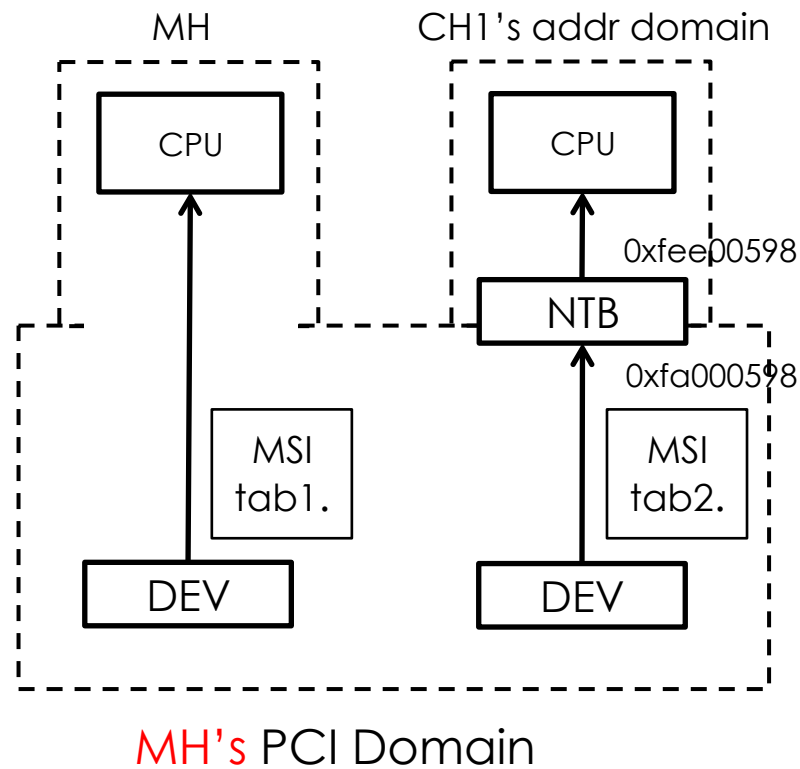 MH
CH1's addr domain
CPU
CPU
0xfee00598
NTB
0xfa000598
MSI
tab1.
MSI
tab2.
DEV
DEV
MH's PCI Domain